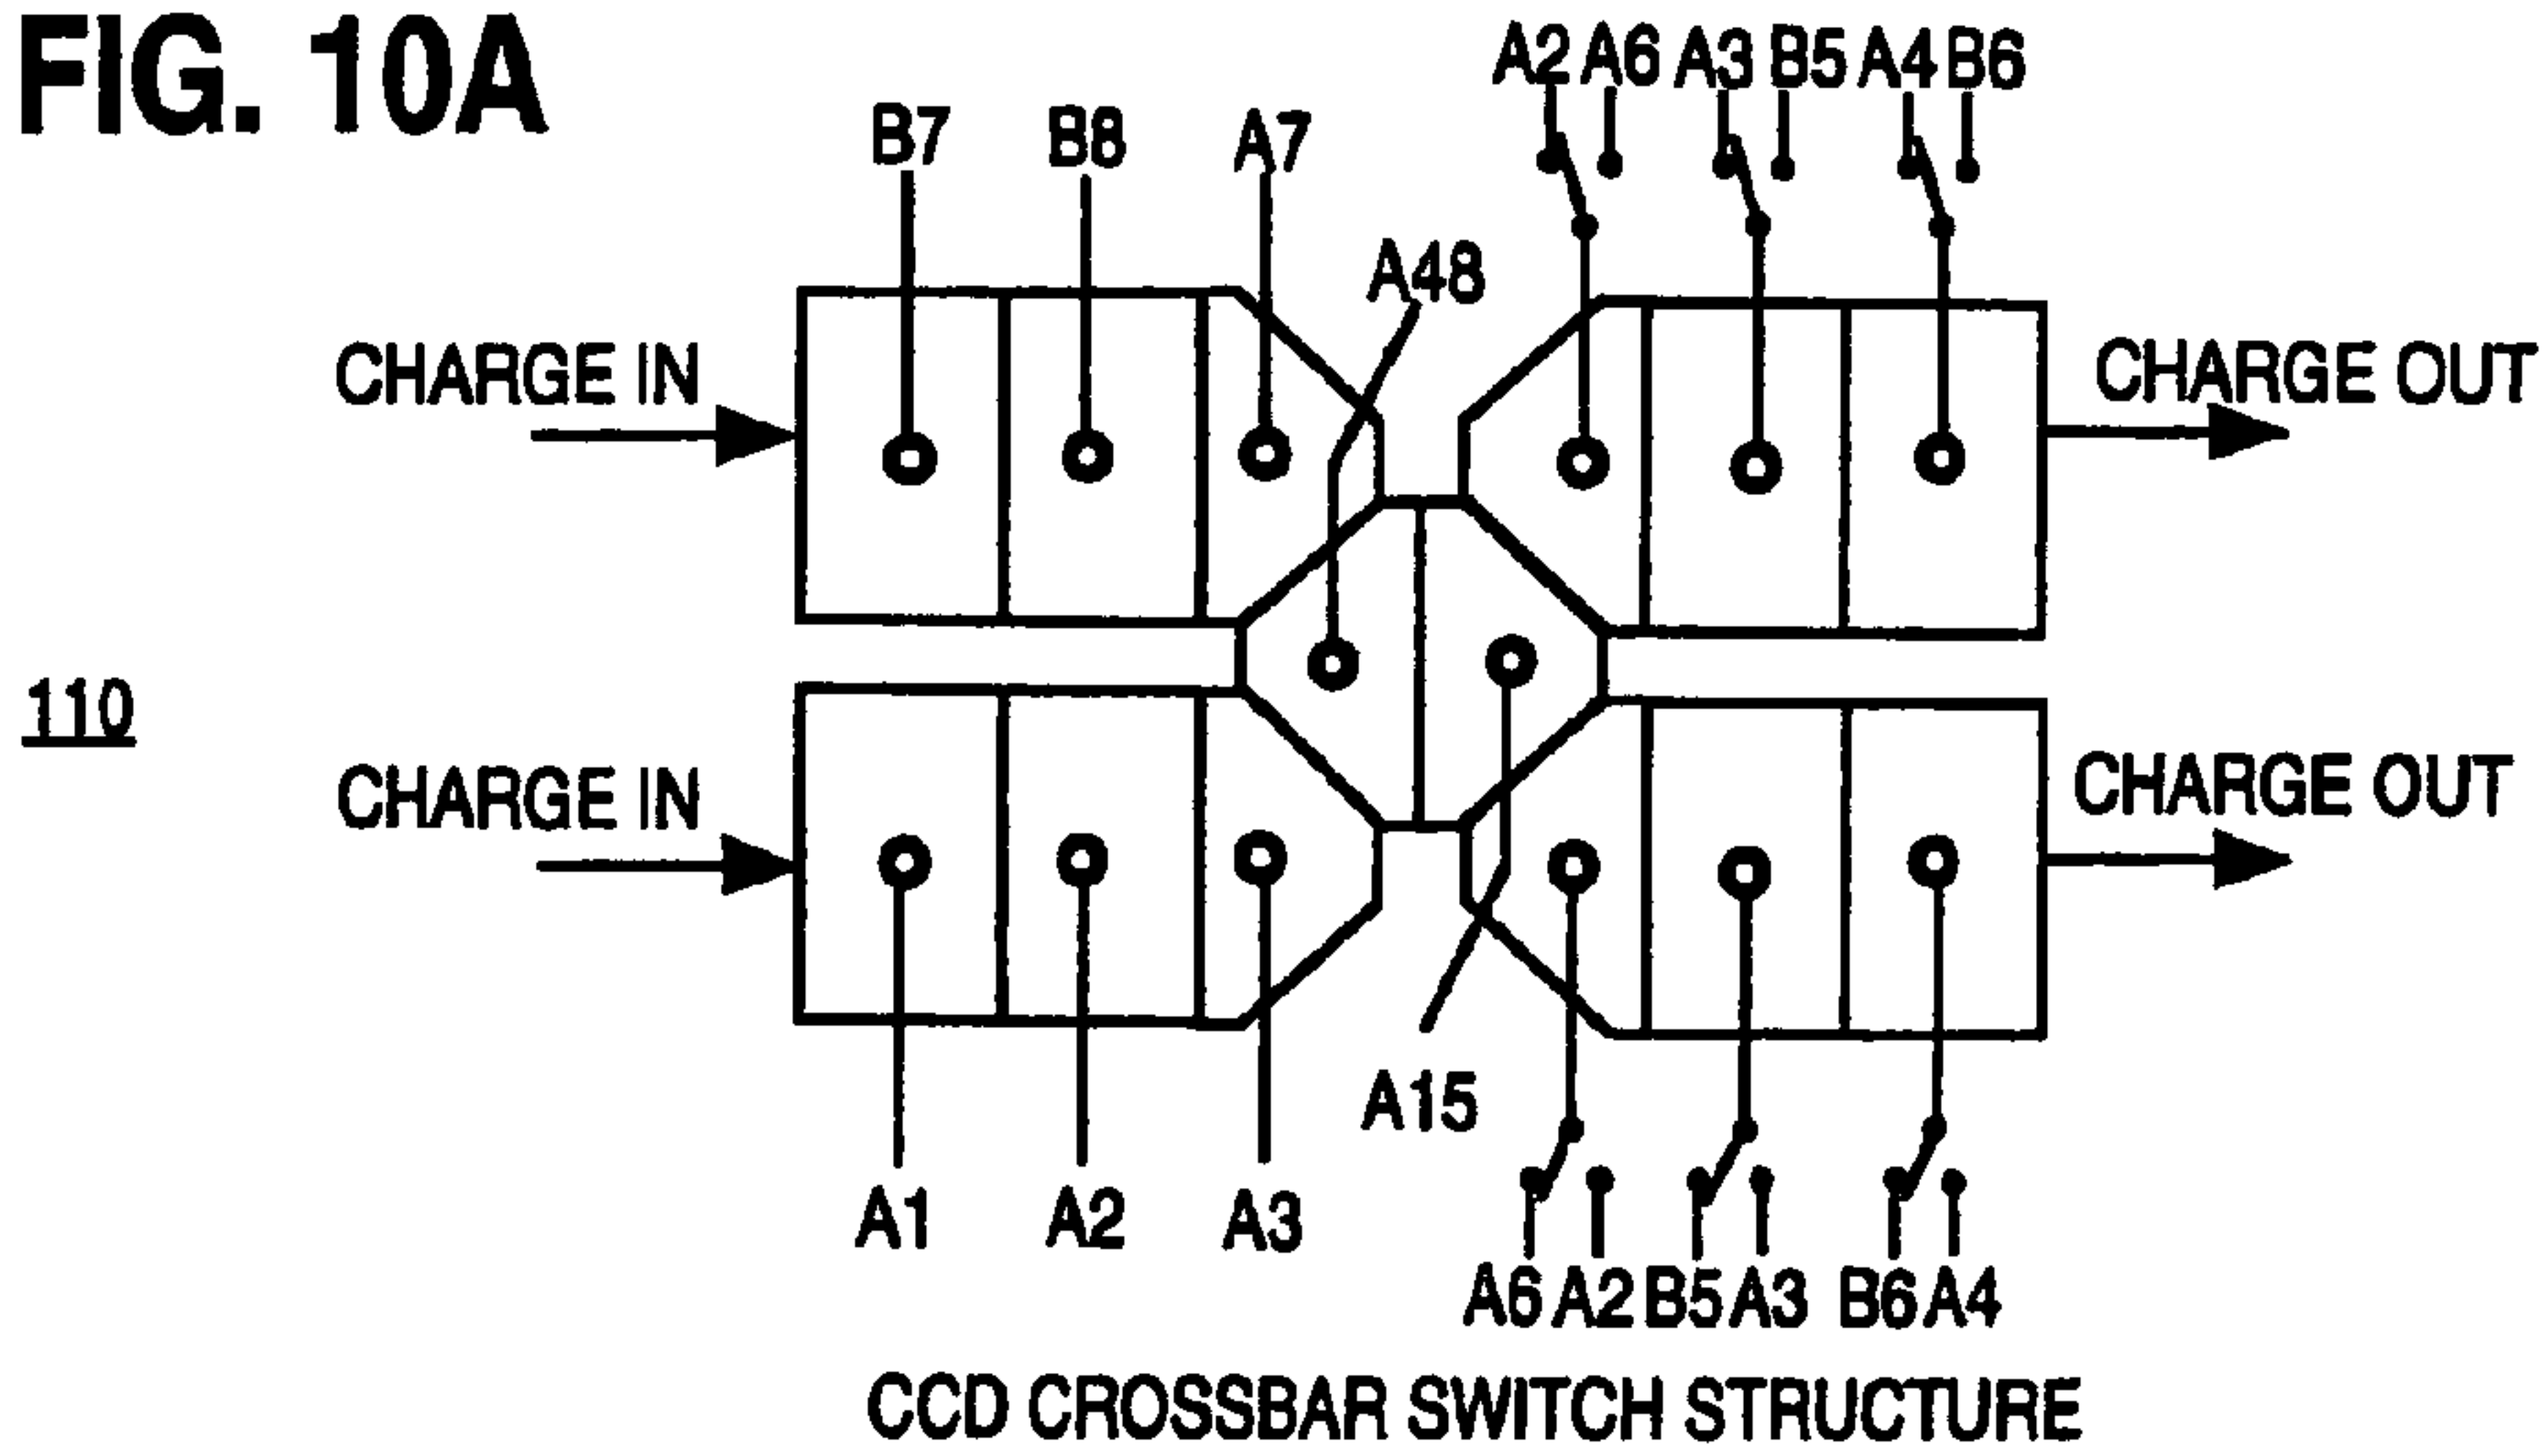 FIG. 10A
A2 A6 A3 B5 A4 B6
B7 B8 A7
A48
CHARGE IN
CHARGE OUT
110
CHARGE IN
CHARGE OUT
A15
A1 A2 A3
A6 A2 B5 A3 B6 A4
CCD CROSSBAR SWITCH STRUCTURE